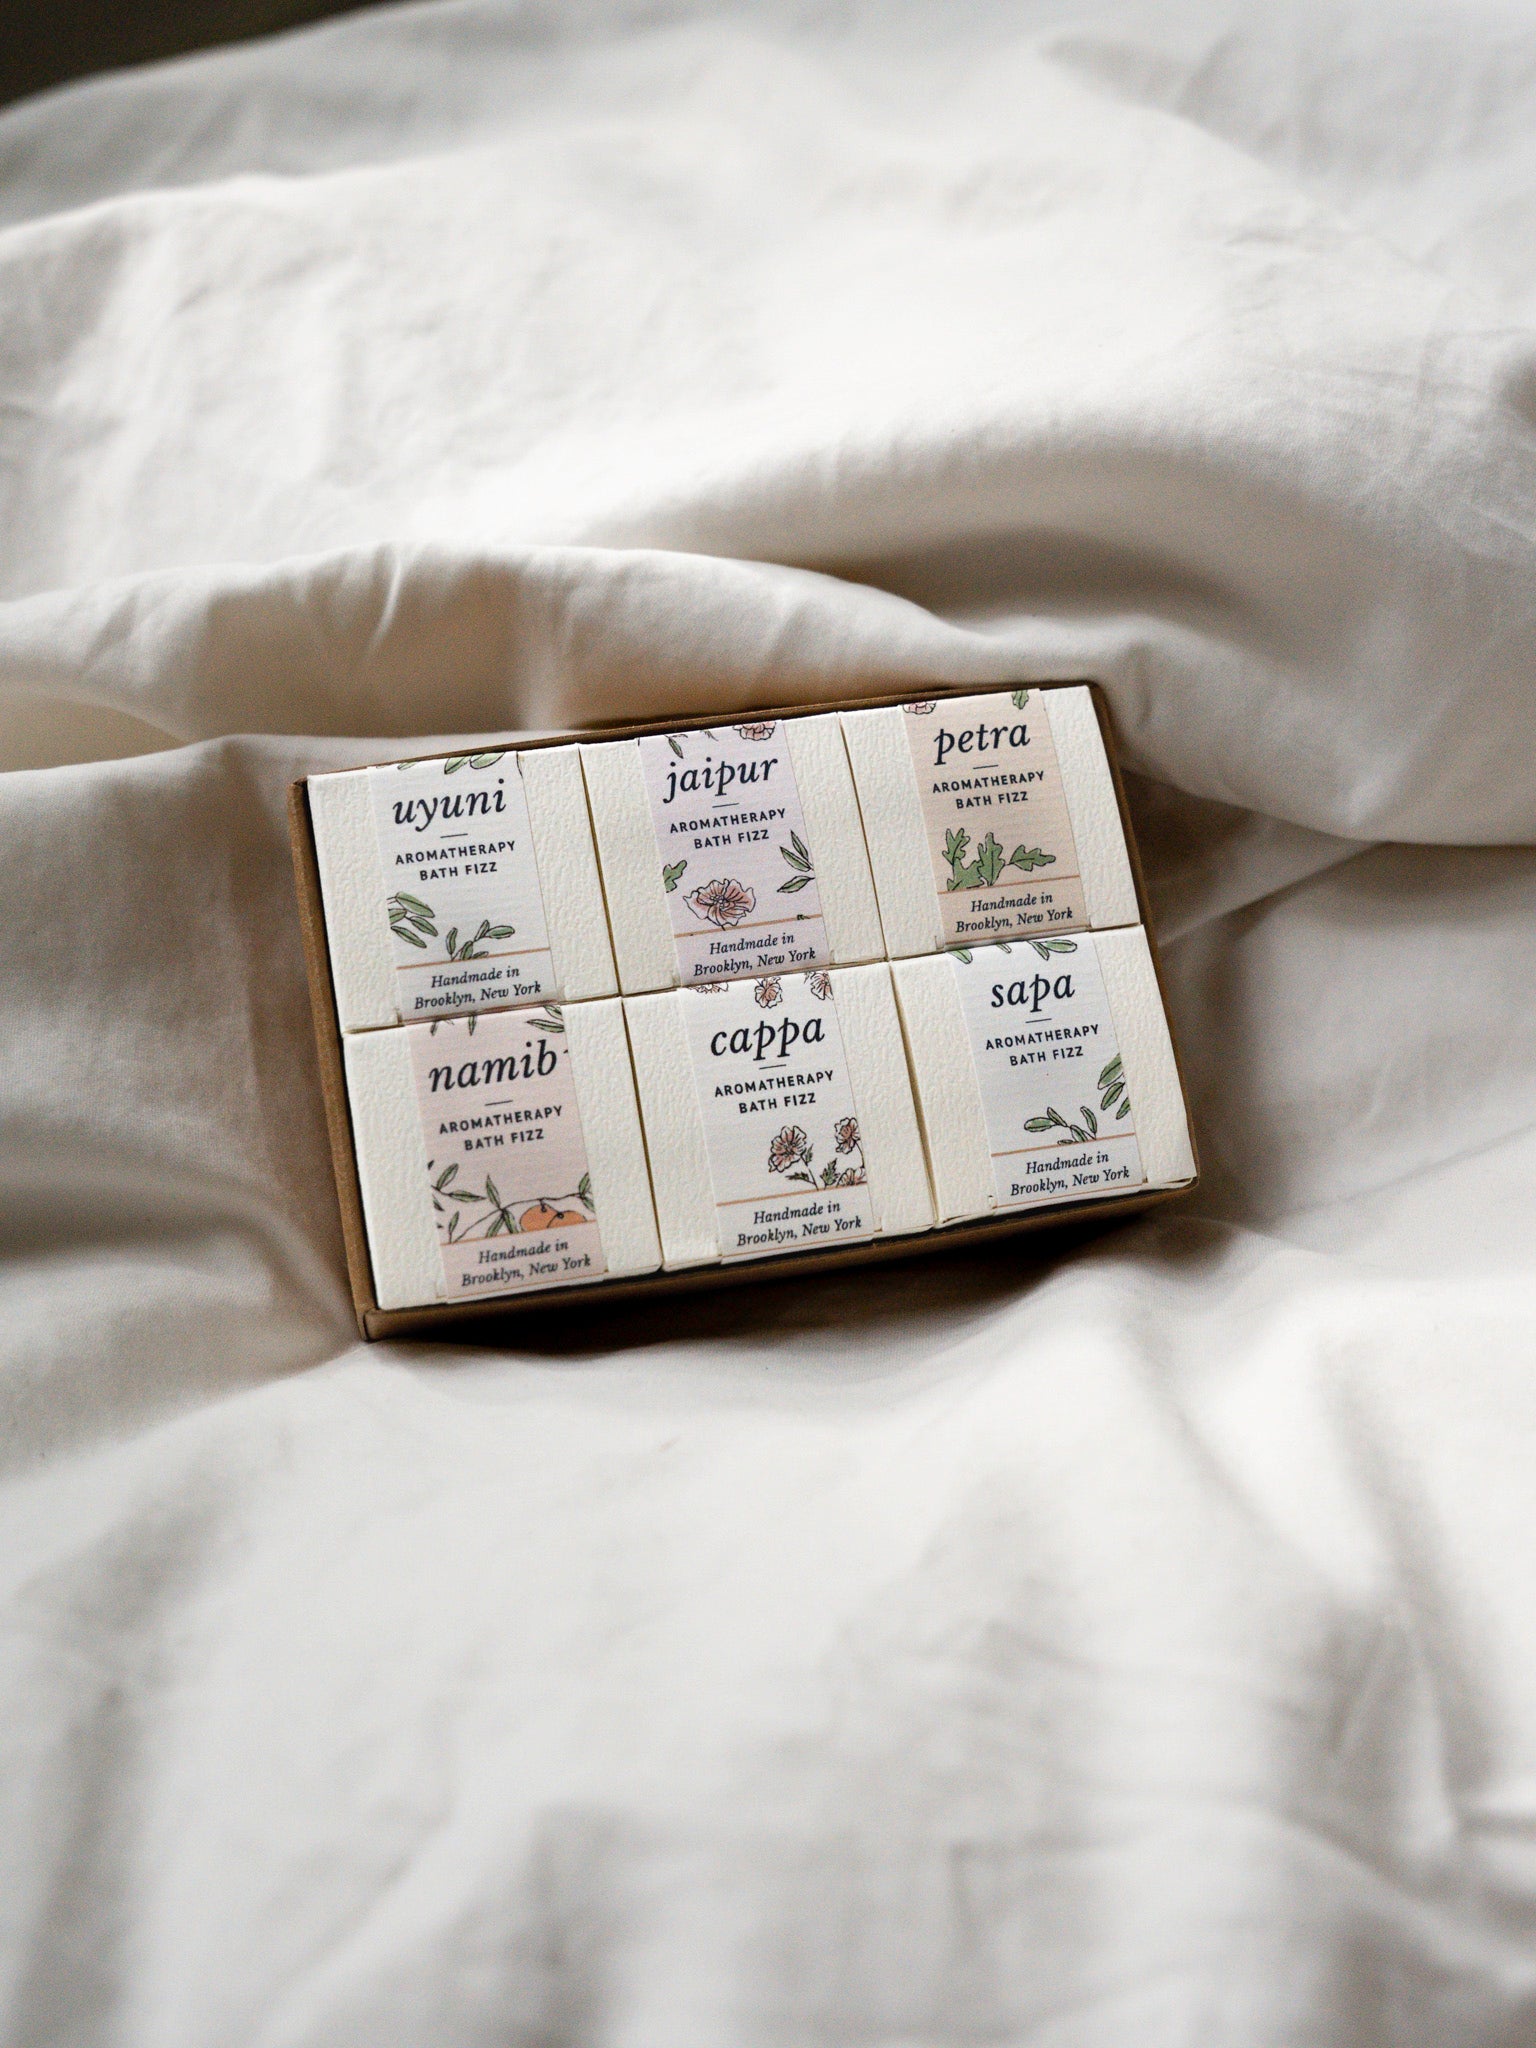 uyuni
AROMATHERAPY
BATH FIZZ
Handmade in
Brooklyn, New York
jaipur
AROMATHERAPY
BATH FIZZ
Handmade in
Brooklyn, New York
petra
AROMATHERAPY
BATH FIZZ
Handmade in
Brooklyn, New York
namib
AROMATHERAPY
BATH FIZZ
Handmade in
Brooklyn, New York
cappa
AROMATHERAPY
BATH FIZZ
Handmade in
Brooklyn, New York
sapa
AROMATHERAPY
BATH FIZZ
Handmade in
Brooklyn, New York